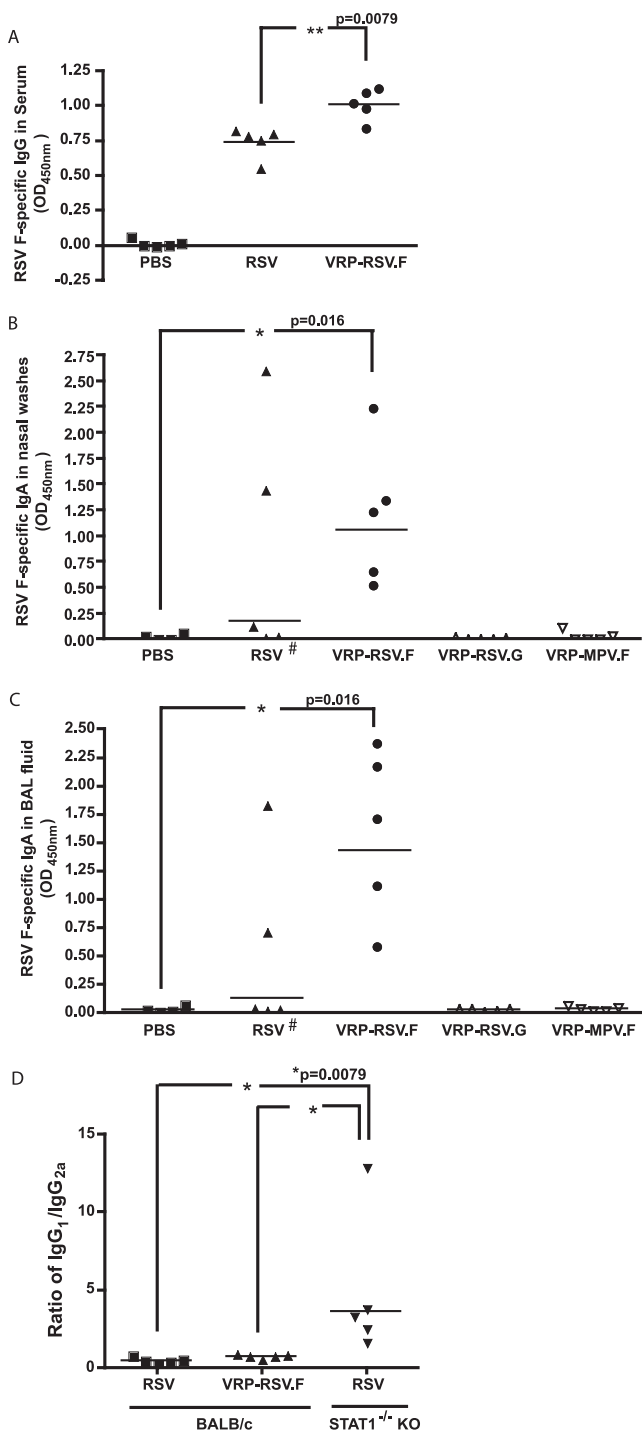 A
p=0.0079
**
RSV F-specific IgG in Serum
(OD450nm)
1.25
1.00
0.75
0.50
0.25
0.00
-0.25
PBS RSV VRP-RSV.F
B
p=0.016
*
RSV F-specific IgA in nasal washes
(OD450nm)
2.75
2.50
2.25
2.00
1.75
1.50
1.25
1.00
0.75
0.50
0.25
0.00
PBS RSV # VRP-RSV.F VRP-RSV.G VRP-MPV.F
C
p=0.016
*
RSV F-specific IgA in BAL fluid
(OD 450nm)
2.50
2.25
2.00
1.75
1.50
1.25
1.00
0.75
0.50
0.25
0.00
PBS RSV # VRP-RSV.F VRP-RSV.G VRP-MPV.F
D
*p=0.0079
*
*
Ratio of IgG1/IgG2a
15
10
5
0
RSV VRP-RSV.F RSV
BALB/c STAT1-/- KO